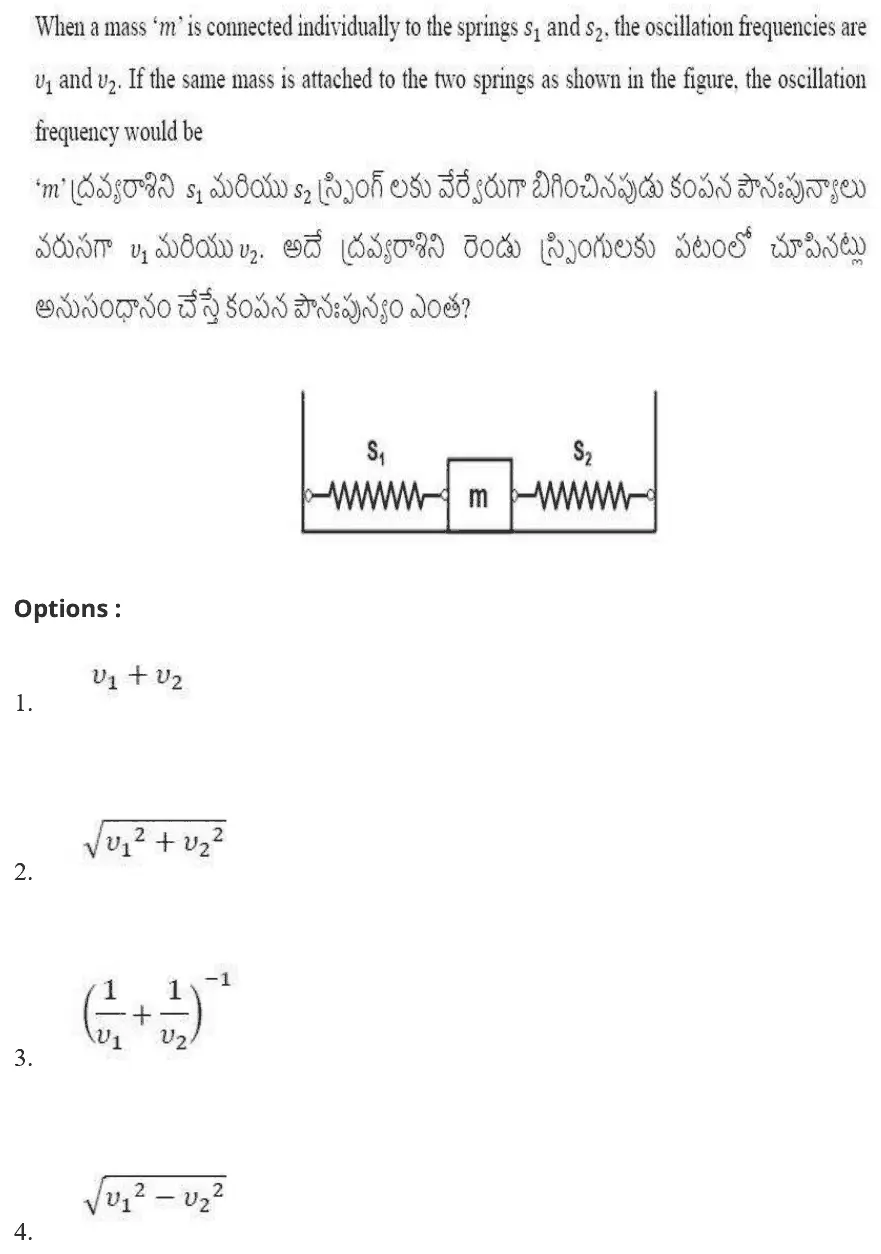 When a mass ‘m’ is connected individually to the springs s₁ and s₂, the oscillation frequencies are
υ₁ and υ₂. If the same mass is attached to the two springs as shown in the figure, the oscillation
frequency would be
‘m’ ద్రవ్యరాశిని s₁ మరియు s₂ స్ప్రింగ్ లకు వేర్వేరుగా బిగించినపుడు కంపన పౌనఃపున్యాలు
వరుసగా υ₁ మరియు υ₂. అదే ద్రవ్యరాశిని రెండు స్ప్రింగులకు పటంలో చూపినట్లు
అనుసంధానం చేస్తే కంపన పౌనఃపున్యం ఎంత?
S₁ S₂
m
Options :
1. υ₁ + υ₂
2. √(υ₁² + υ₂²)
3. (1/υ₁ + 1/υ₂)⁻¹
4. √(υ₁² − υ₂²)